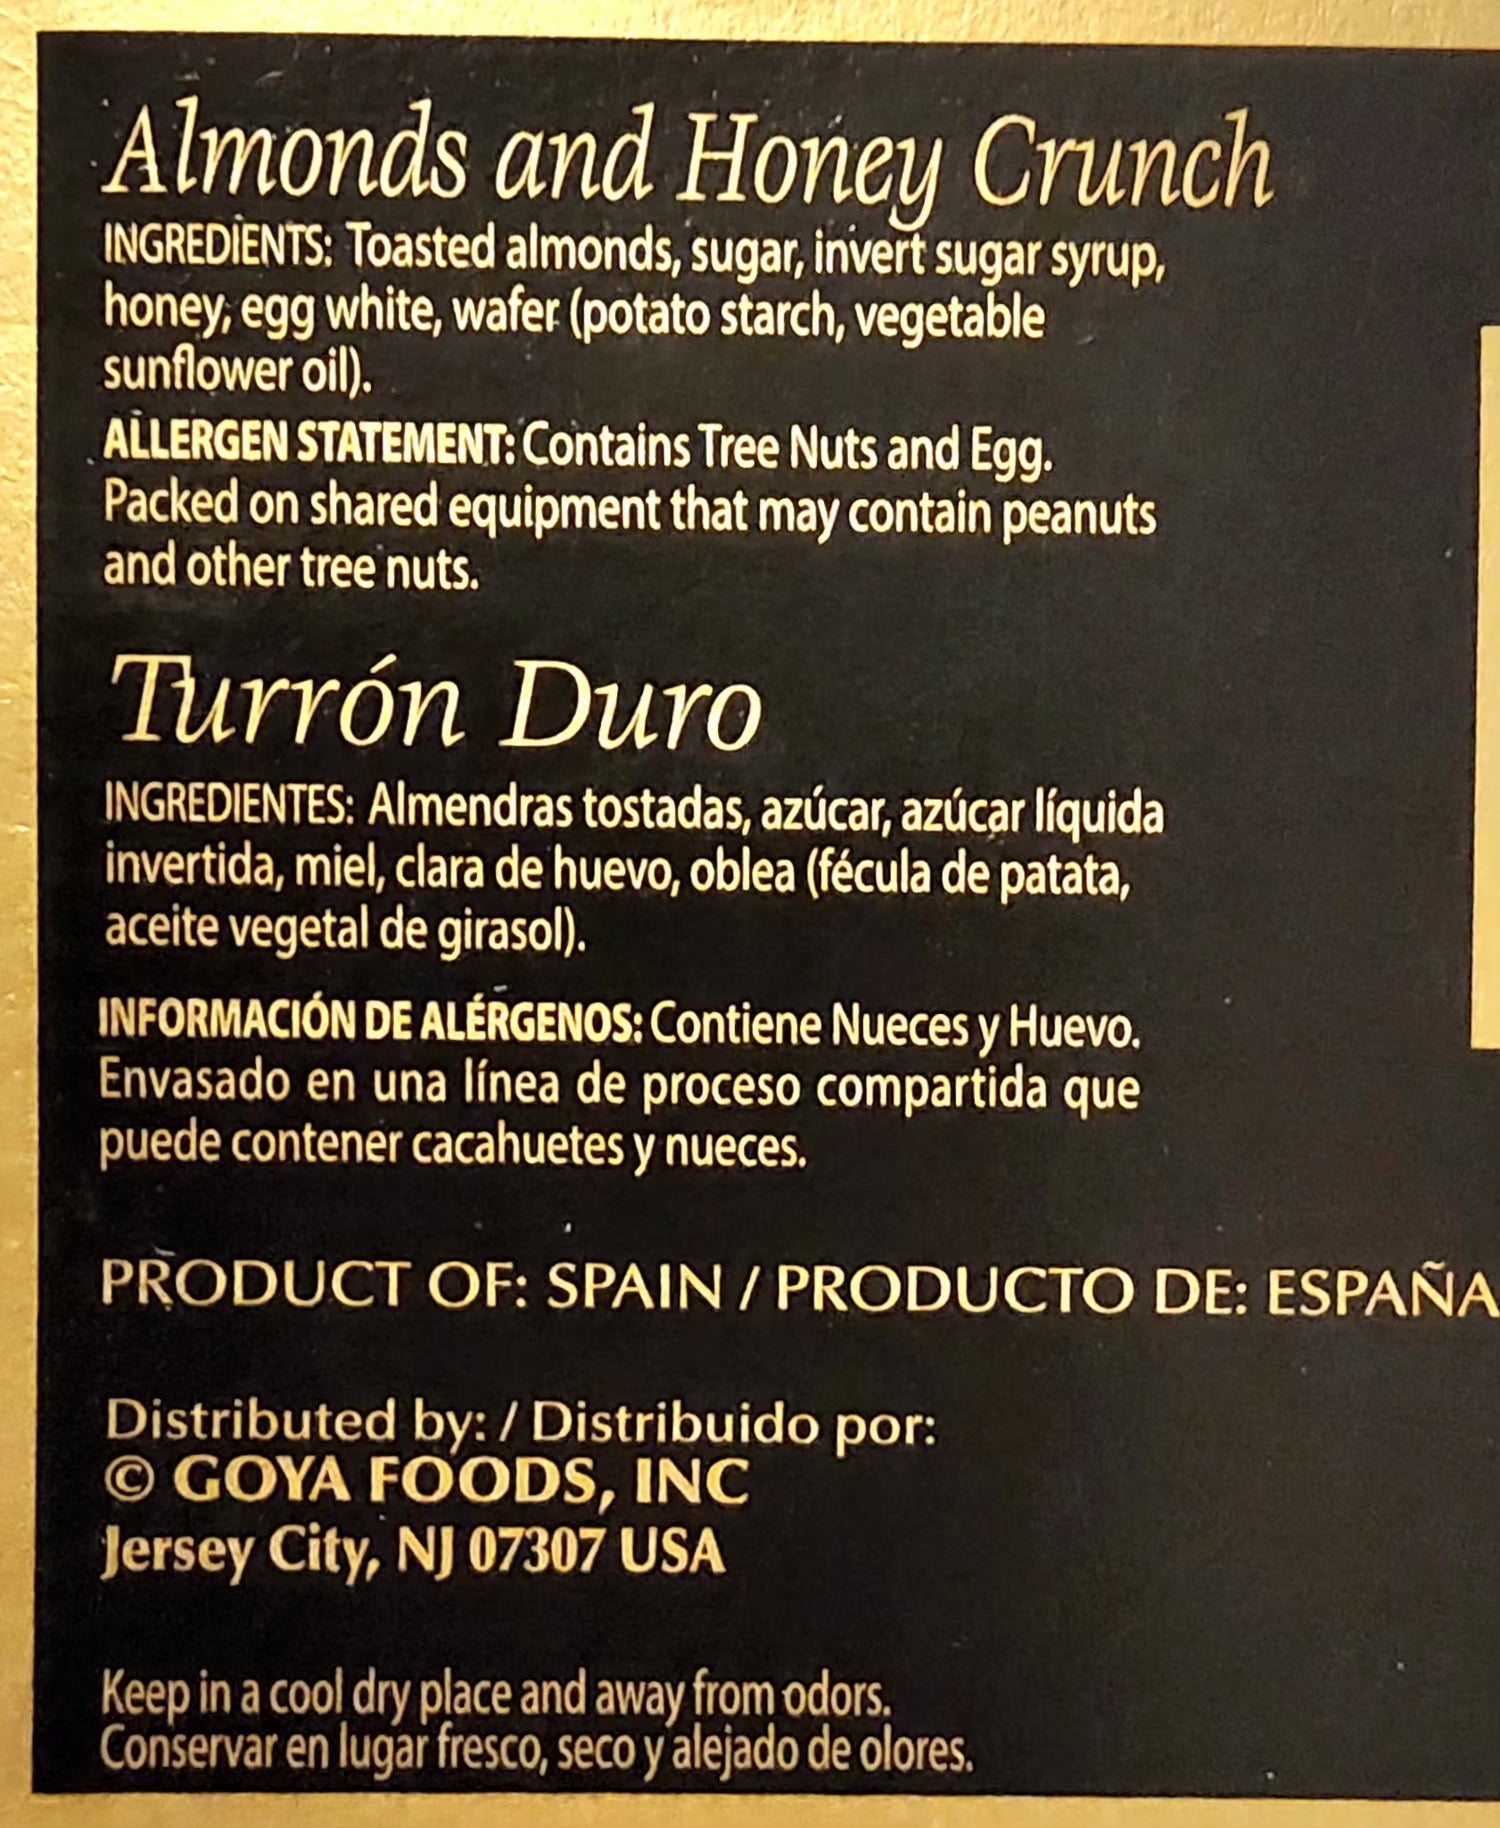 Almonds and Honey Crunch
INGREDIENTS: Toasted almonds, sugar, invert sugar syrup,
honey, egg white, wafer (potato starch, vegetable
sunflower oil).
ALLERGEN STATEMENT: Contains Tree Nuts and Egg.
Packed on shared equipment that may contain peanuts
and other tree nuts.
Turrón Duro
INGREDIENTES: Almendras tostadas, azúcar, azúcar líquida
invertida, miel, clara de huevo, oblea (fécula de patata,
aceite vegetal de girasol).
INFORMACIÓN DE ALÉRGENOS: Contiene Nueces y Huevo.
Envasado en una línea de proceso compartida que
puede contener cacahuetes y nueces.
PRODUCT OF: SPAIN / PRODUCTO DE: ESPAÑA
Distributed by: / Distribuido por:
© GOYA FOODS, INC
Jersey City, NJ 07307 USA
Keep in a cool dry place and away from odors.
Conservar en lugar fresco, seco y alejado de olores.